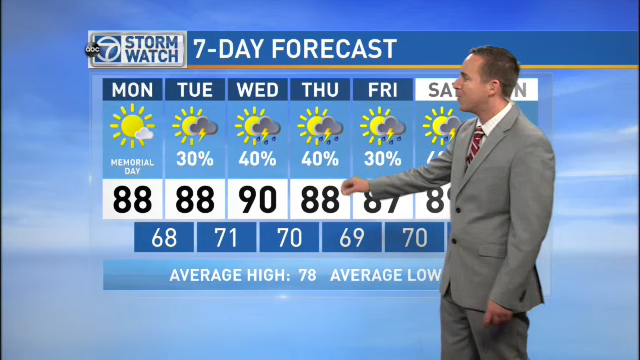 abc 7 STORM WATCH 7-DAY FORECAST
MON TUE WED THU FRI
MEMORIAL DAY 30% 40% 40% 30%
88 88 90 88 87
68 71 70 69 70
AVERAGE HIGH: 78 AVERAGE LOW